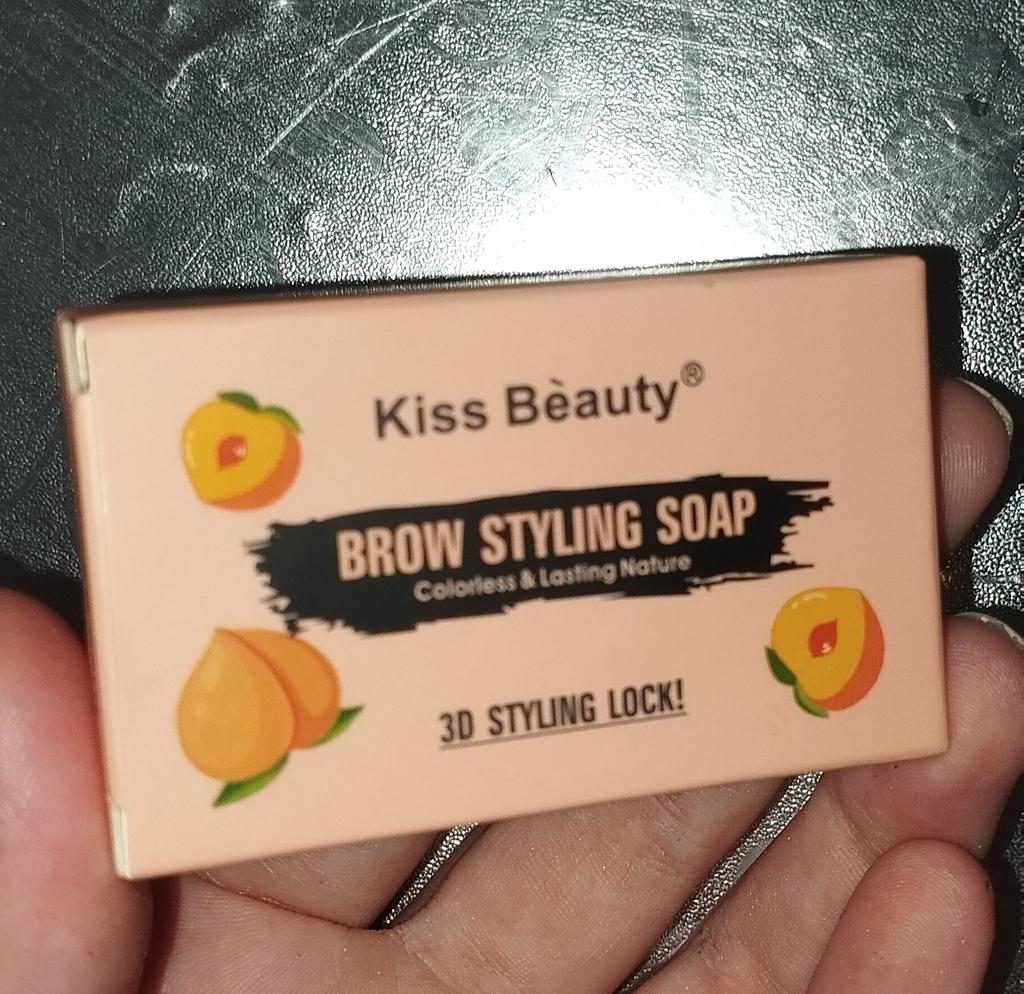 Kiss Bèauty®
BROW STYLING SOAP
Colorless & Lasting Nature
3D STYLING LOCK!